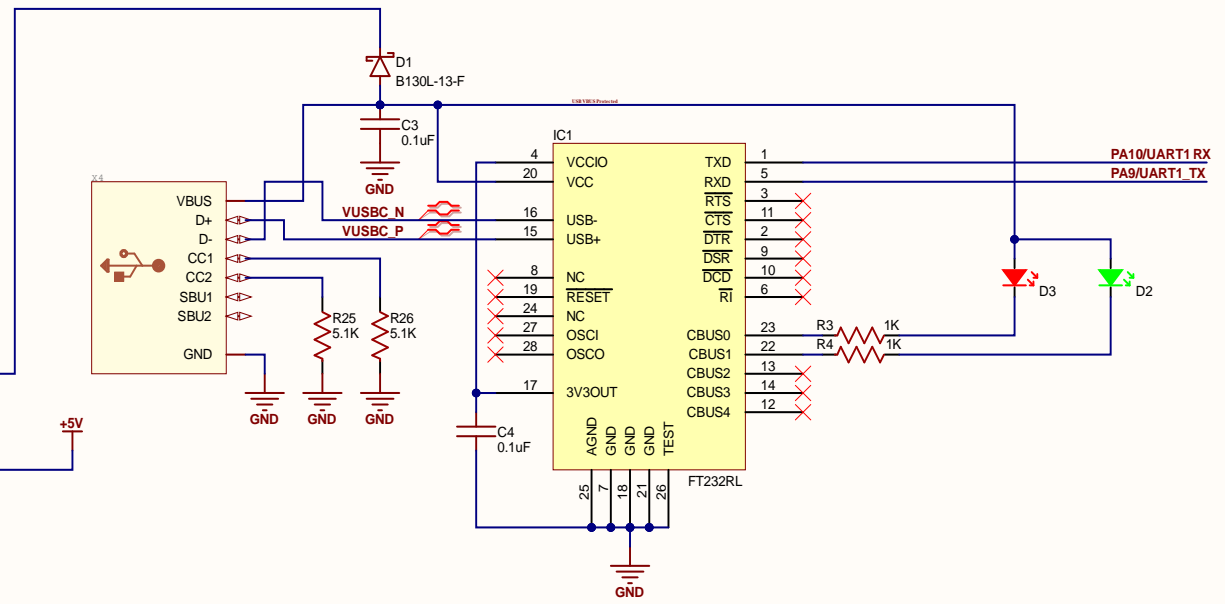 D1
B130L-13-F
USB VBUS Protected
C3
0.1uF
GND
IC1
X4
VBUS
D+
D-
CC1
CC2
SBU1
SBU2
GND
VUSBC_N
VUSBC_P
R25
5.1K
R26
5.1K
GND
GND
GND
+5V
4 VCCIO
20 VCC
16 USB-
15 USB+
8 NC
19 RESET
24 NC
27 OSCI
28 OSCO
17 3V3OUT
C4
0.1uF
TXD 1
RXD 5
RTS 3
CTS 11
DTR 2
DSR 9
DCD 10
RI 6
CBUS0 23
CBUS1 22
CBUS2 13
CBUS3 14
CBUS4 12
AGND 25
GND 7
GND 18
GND 21
TEST 26
FT232RL
GND
PA10/UART1 RX
PA9/UART1_TX
D3
D2
R3 1K
R4 1K